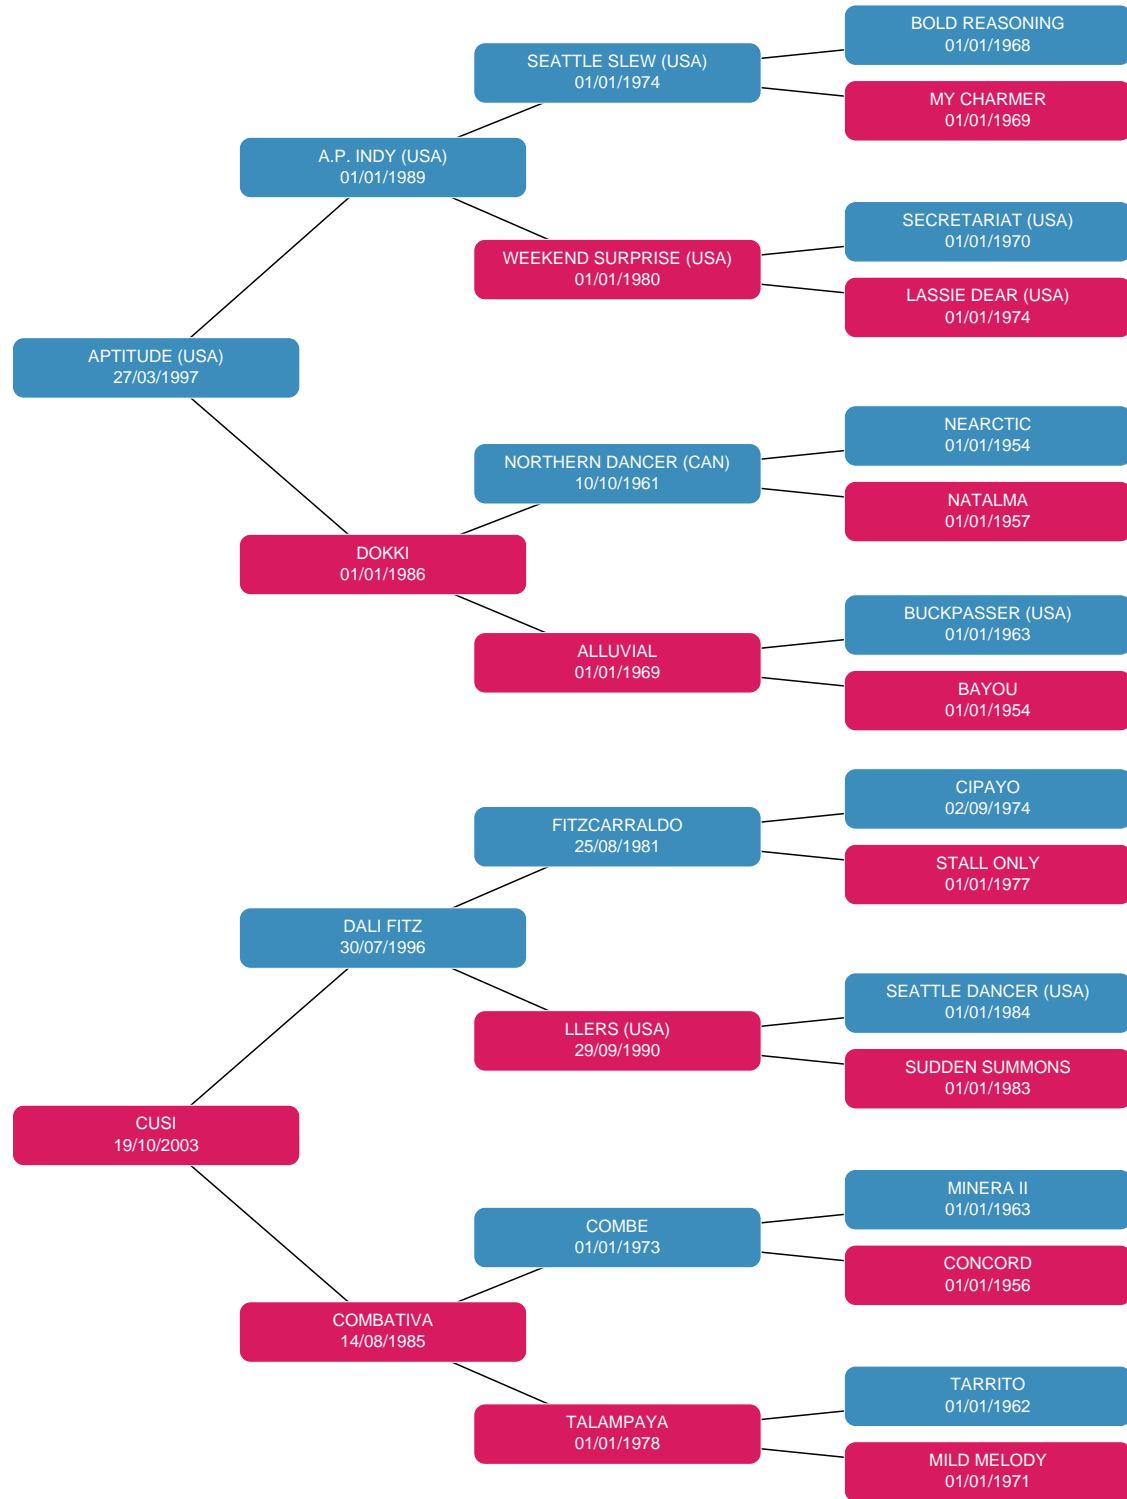 BOLD REASONING
01/01/1968
SEATTLE SLEW (USA)
01/01/1974
MY CHARMER
01/01/1969
A.P. INDY (USA)
01/01/1989
SECRETARIAT (USA)
01/01/1970
WEEKEND SURPRISE (USA)
01/01/1980
LASSIE DEAR (USA)
01/01/1974
APTITUDE (USA)
27/03/1997
NEARCTIC
01/01/1954
NORTHERN DANCER (CAN)
10/10/1961
NATALMA
01/01/1957
DOKKI
01/01/1986
BUCKPASSER (USA)
01/01/1963
ALLUVIAL
01/01/1969
BAYOU
01/01/1954
CIPAYO
02/09/1974
FITZCARRALDO
25/08/1981
STALL ONLY
01/01/1977
DALI FITZ
30/07/1996
SEATTLE DANCER (USA)
01/01/1984
LLERS (USA)
29/09/1990
SUDDEN SUMMONS
01/01/1983
CUSI
19/10/2003
MINERA II
01/01/1963
COMBE
01/01/1973
CONCORD
01/01/1956
COMBATIVA
14/08/1985
TARRITO
01/01/1962
TALAMPAYA
01/01/1978
MILD MELODY
01/01/1971